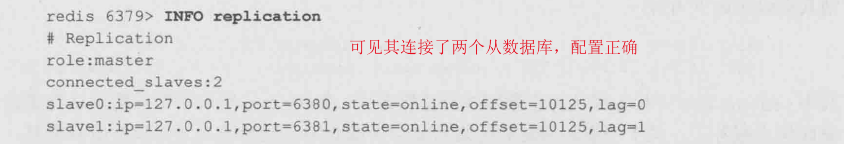 redis 6379> INFO replication
# Replication
可见其连接了两个从数据库，配置正确
role:master
connected_slaves:2
slave0:ip=127.0.0.1,port=6380,state=online,offset=10125,lag=0
slave1:ip=127.0.0.1,port=6381,state=online,offset=10125,lag=1